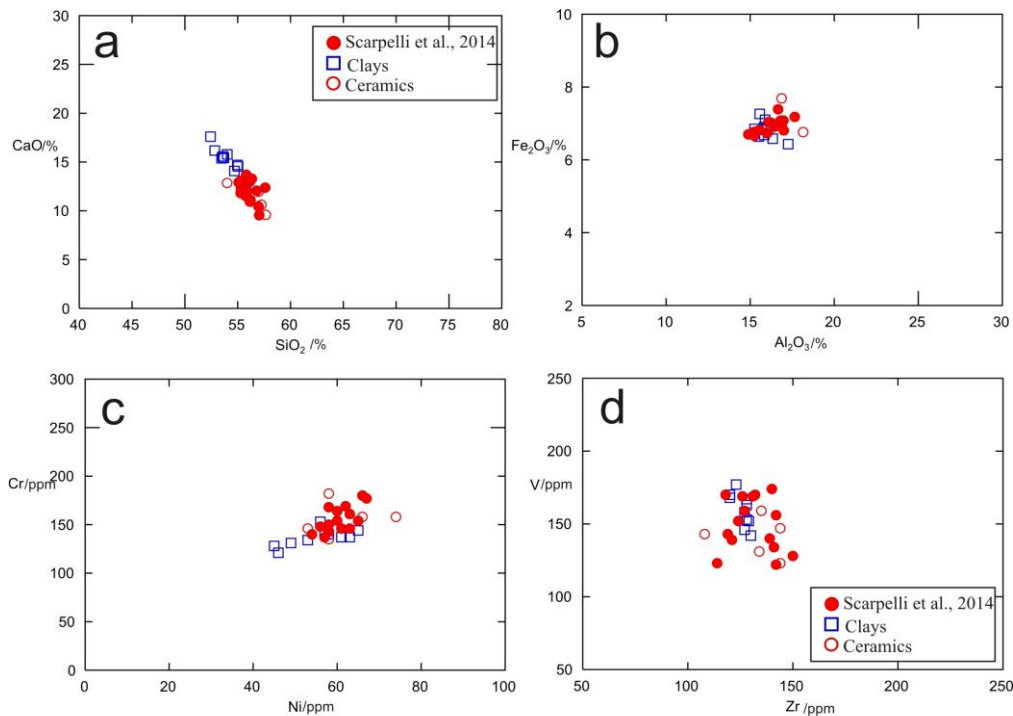 a
30
25
20
CaO/%
15
10
5
0
40 45 50 55 60 65 70 75 80
SiO₂ /%
Scarpelli et al., 2014
Clays
Ceramics
b
10
8
Fe₂O₃/%
6
4
2
5 10 15 20 25 30
Al₂O₃/%
c
300
250
200
Cr/ppm
150
100
50
0
0 20 40 60 80 100
Ni/ppm
d
250
200
V/ppm
150
100
50
50 100 150 200 250
Zr /ppm
Scarpelli et al., 2014
Clays
Ceramics